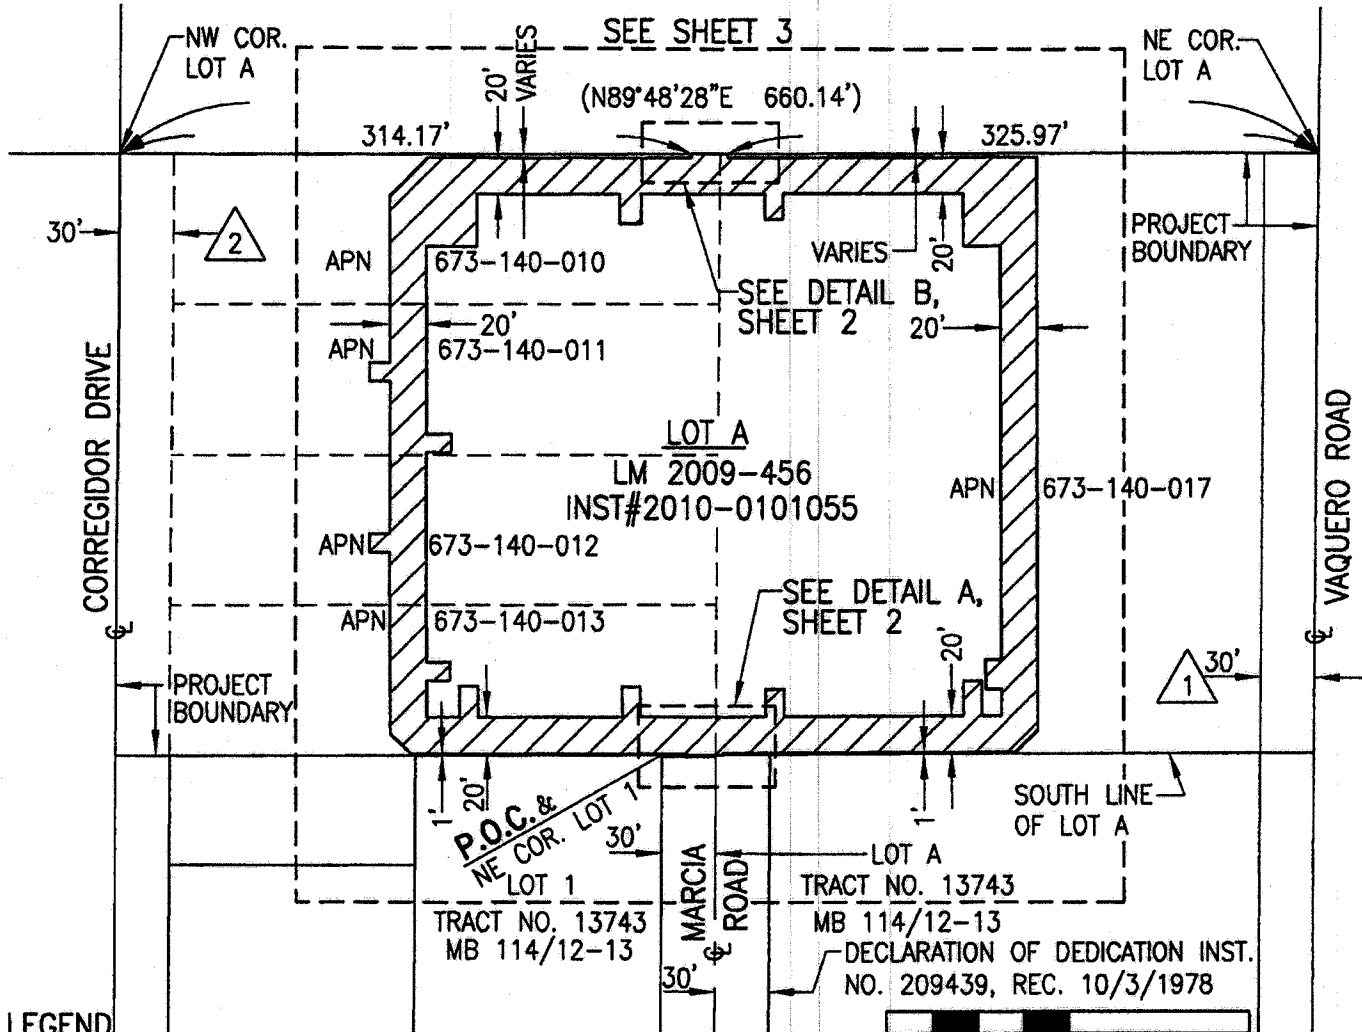 SEE SHEET 3
NW COR.
LOT A
NE COR.
LOT A
20'
VARIES
(N89°48'28"E 660.14')
314.17'
325.97'
30'
2
APN 673-140-010
VARIES
20'
PROJECT
BOUNDARY
SEE DETAIL B,
SHEET 2
20'
20'
APN 673-140-011
CORREGIDOR DRIVE
VAQUERO ROAD
LOT A
LM 2009-456
INST#2010-0101055
APN 673-140-017
APN 673-140-012
SEE DETAIL A,
SHEET 2
APN 673-140-013
20'
℄
℄
PROJECT
BOUNDARY
1
30'
1'
20'
P.O.C. &
NE COR. LOT 1
1'
SOUTH LINE
OF LOT A
30'
MARCIA
ROAD
LOT A
LOT 1
TRACT NO. 13743
TRACT NO. 13743
MB 114/12-13
MB 114/12-13
℄
DECLARATION OF DEDICATION INST.
NO. 209439, REC. 10/3/1978
30'
LEGEND